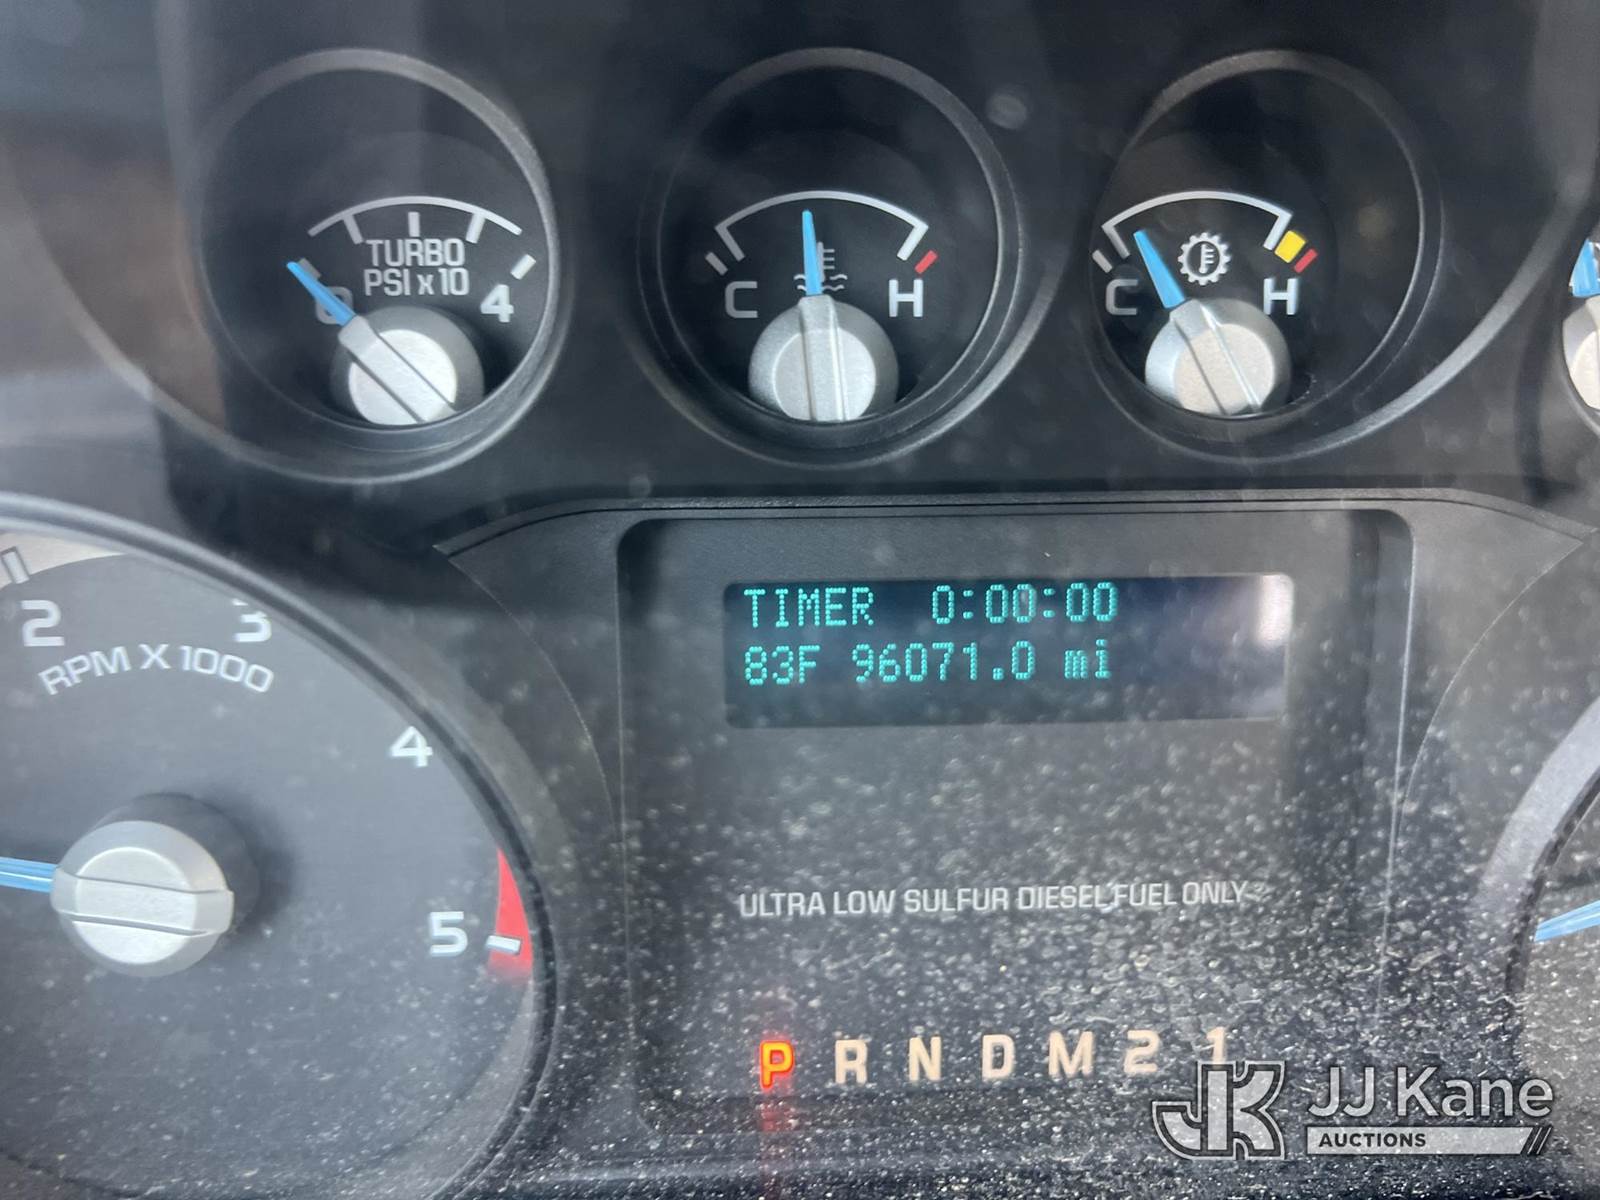 TURBO
PSI x 10
0 4
C H
C H
2 3
RPM X 1000
4
5
TIMER 0:00:00
83F 96071.0 mi
ULTRA LOW SULFUR DIESEL FUEL ONLY
P R N D M 2 1
JK JJ Kane
AUCTIONS